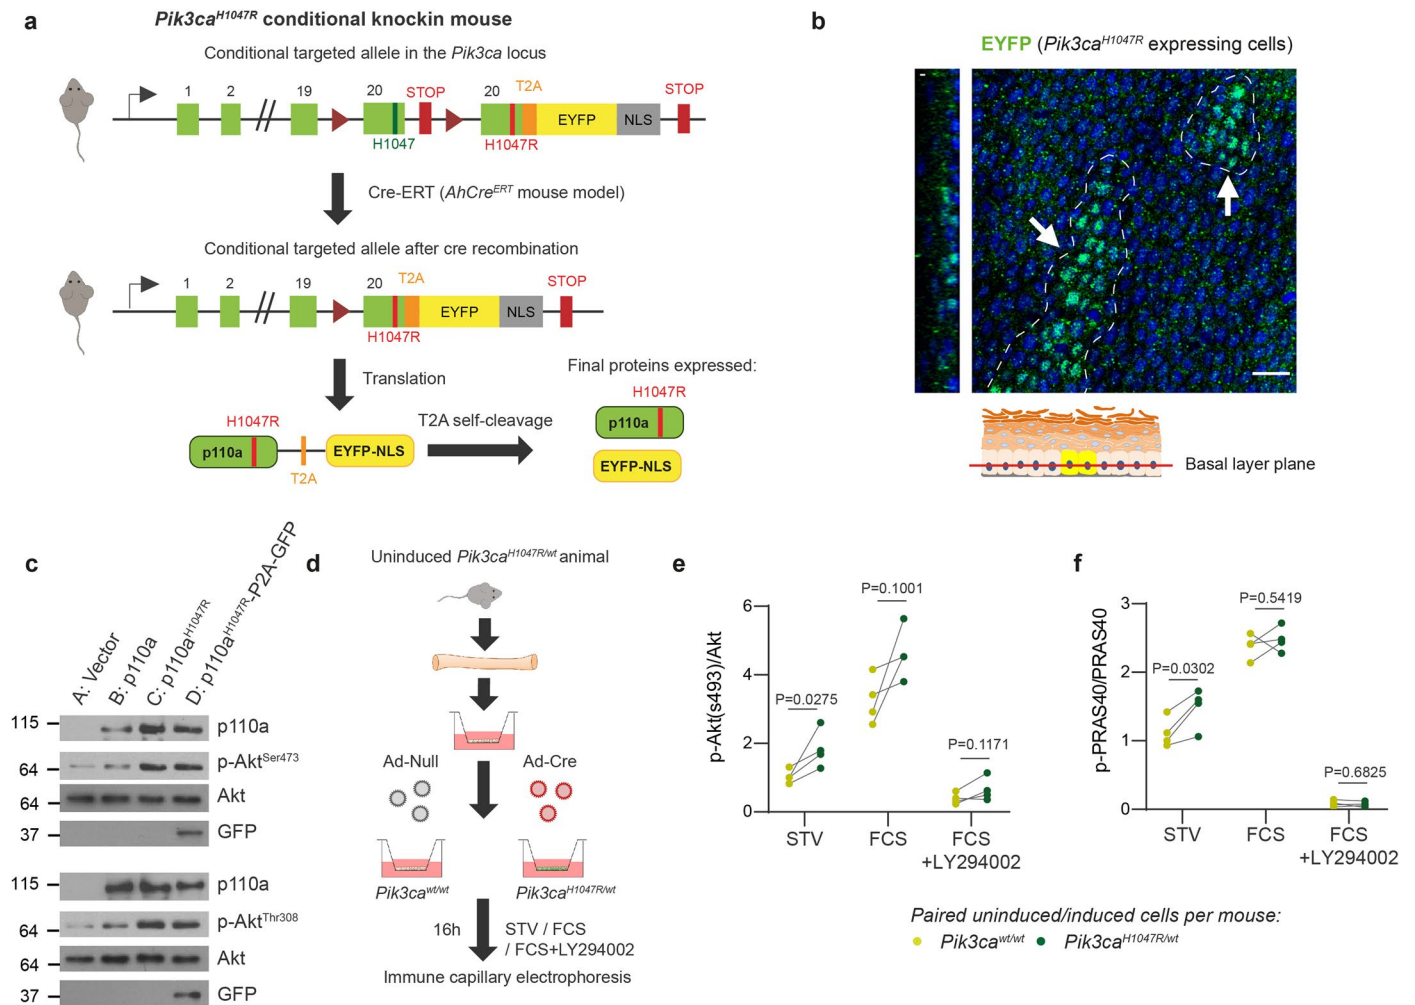 a
Pik3caH1047R conditional knockin mouse
Conditional targeted allele in the Pik3ca locus
1 2 19 20 STOP 20 T2A STOP
EYFP NLS
H1047 H1047R
Cre-ERT (AhCreERT mouse model)
Conditional targeted allele after cre recombination
1 2 19 20 T2A STOP
EYFP NLS
H1047R
Translation
Final proteins expressed:
H1047R
p110a
T2A
EYFP-NLS
T2A self-cleavage
H1047R
p110a
EYFP-NLS
b
EYFP (Pik3caH1047R expressing cells)
Basal layer plane
c
A: Vector
B: p110a
C: p110aH1047R
D: p110aH1047R-P2A-GFP
115 p110a
64 p-AktSer473
64 Akt
37 GFP
115 p110a
64 p-AktThr308
64 Akt
37 GFP
d
Uninduced Pik3caH1047R/wt animal
Ad-Null Ad-Cre
Pik3cawt/wt Pik3caH1047R/wt
16h STV / FCS
/ FCS+LY294002
Immune capillary electrophoresis
e
p-Akt(s493)/Akt
6
4
2
0
P=0.0275
P=0.1001
P=0.1171
STV FCS FCS
+LY294002
f
p-PRAS40/PRAS40
3
2
1
0
P=0.0302
P=0.5419
P=0.6825
STV FCS FCS
+LY294002
Paired uninduced/induced cells per mouse:
Pik3cawt/wt Pik3caH1047R/wt